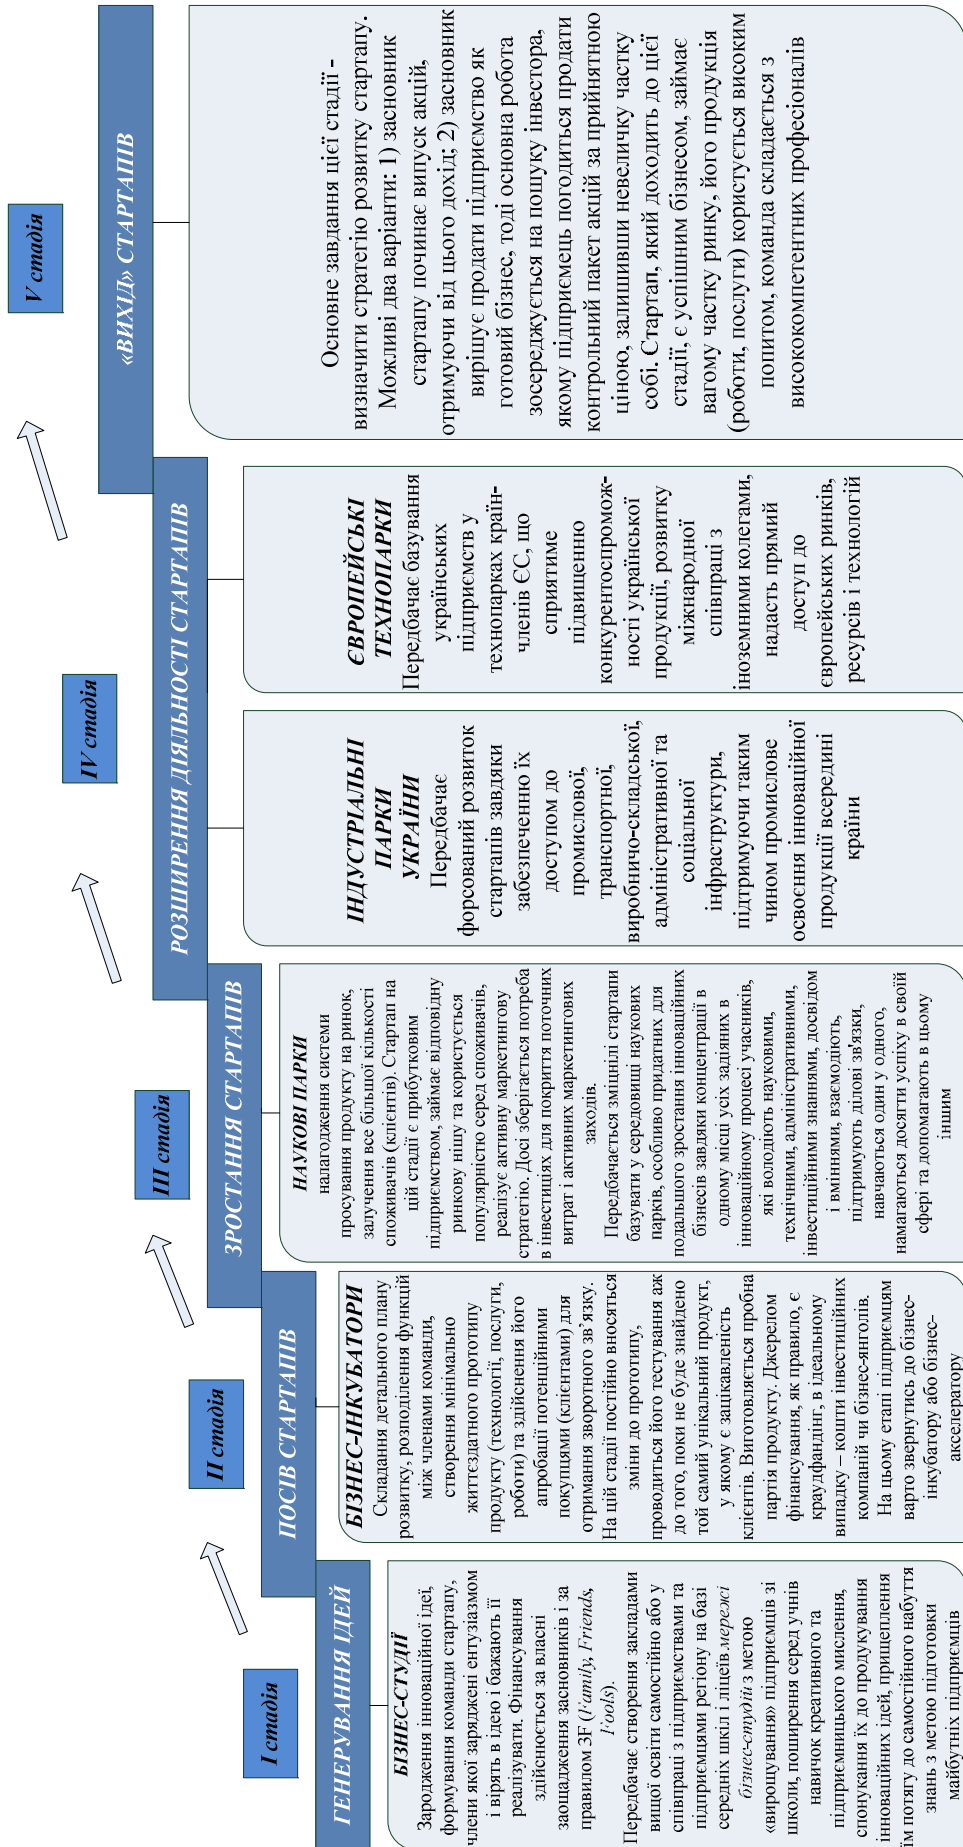 I стадія
ГЕНЕРУВАННЯ ІДЕЙ
БІЗНЕС-СТУДІЇ
Зародження інноваційної ідеї,
формування команди стартапу,
члени якої заряджені ентузіазмом
і вірять в ідею і бажають її
реалізувати. Фінансування
здійснюється за власні
заощадження засновників і за
правилом 3F (Family, Friends,
Fools).
Передбачає створення закладами
вищої освіти самостійно або у
співпраці з підприємствами та
підприємцями регіону на базі
середніх шкіл і ліцеїв мережі
бізнес-студій з метою
«вирощування» підприємців зі
школи, поширення серед учнів
навичок креативного та
підприємницького мислення,
спонукання їх до продукування
інноваційних ідей, прищеплення
їм потягу до самостійного набуття
знань з метою підготовки
майбутніх підприємців
II стадія
ПОСІВ СТАРТАПІВ
БІЗНЕС-ІНКУБАТОРИ
Складання детального плану
розвитку, розподілення функцій
між членами команди,
створення мінімально
життєздатного прототипу
продукту (технології, послуги,
роботи) та здійснення його
апробації потенційними
покупцями (клієнтами) для
отримання зворотного зв’язку.
На цій стадії постійно вносяться
зміни до прототипу,
проводиться його тестування аж
до того, поки не буде знайдено
той самий унікальний продукт,
у якому є зацікавленість
клієнтів. Виготовляється пробна
партія продукту. Джерелом
фінансування, як правило, є
краудфандінг, в ідеальному
випадку – кошти інвестиційних
компаній чи бізнес-янголів.
На цьому етапі підприємцям
варто звернутись до бізнес-
інкубатору або бізнес-
акселератору
III стадія
ЗРОСТАННЯ СТАРТАПІВ
НАУКОВІ ПАРКИ
налагодження системи
просування продукту на ринок,
залучення все більшої кількості
споживачів (клієнтів). Стартап на
цій стадії є прибутковим
підприємством, займає відповідну
ринкову нішу та користується
популярністю серед споживачів,
реалізує активну маркетингову
стратегію. Досі зберігається потреба
в інвестиціях для покриття поточних
витрат і активних маркетингових
заходів.
Передбачається зміцнілі стартапи
базувати у середовищі наукових
парків, особливо придатних для
подальшого зростання інноваційних
бізнесів завдяки концентрації в
одному місці усіх задіяних в
інноваційному процесі учасників,
які володіють науковими,
технічними, адміністративними,
інвестиційними знаннями, досвідом
і вміннями, взаємодіють,
підтримують ділові зв'язки,
навчаються один у одного,
намагаються досягти успіху в своїй
сфері та допомагають в цьому
іншим
IV стадія
РОЗШИРЕННЯ ДІЯЛЬНОСТІ СТАРТАПІВ
ІНДУСТРІАЛЬНІ
ПАРКИ
УКРАЇНИ
Передбачає
форсований розвиток
стартапів завдяки
забезпеченню їх
доступом до
промислової,
транспортної,
виробничо-складської,
адміністративної та
соціальної
інфраструктури,
підтримуючи таким
чином промислове
освоєння інноваційної
продукції всередині
країни
ЄВРОПЕЙСЬКІ
ТЕХНОПАРКИ
Передбачає базування
українських
підприємств у
технопарках країн-
членів ЄС, що
сприятиме
підвищенню
конкурентоспромож-
ності української
продукції, розвитку
міжнародної
співпраці з
іноземними колегами,
надасть прямий
доступ до
європейських ринків,
ресурсів і технологій
V стадія
«ВИХІД» СТАРТАПІВ
Основне завдання цієї стадії -
визначити стратегію розвитку стартапу.
Можливі два варіанти: 1) засновник
стартапу починає випуск акцій,
отримуючи від цього дохід; 2) засновник
вирішує продати підприємство як
готовий бізнес, тоді основна робота
зосереджується на пошуку інвестора,
якому підприємець погодиться продати
контрольний пакет акцій за прийнятною
ціною, залишивши невеличку частку
собі. Стартап, який доходить до цієї
стадії, є успішним бізнесом, займає
вагому частку ринку, його продукція
(роботи, послуги) користується високим
попитом, команда складається з
висококомпетентних професіоналів